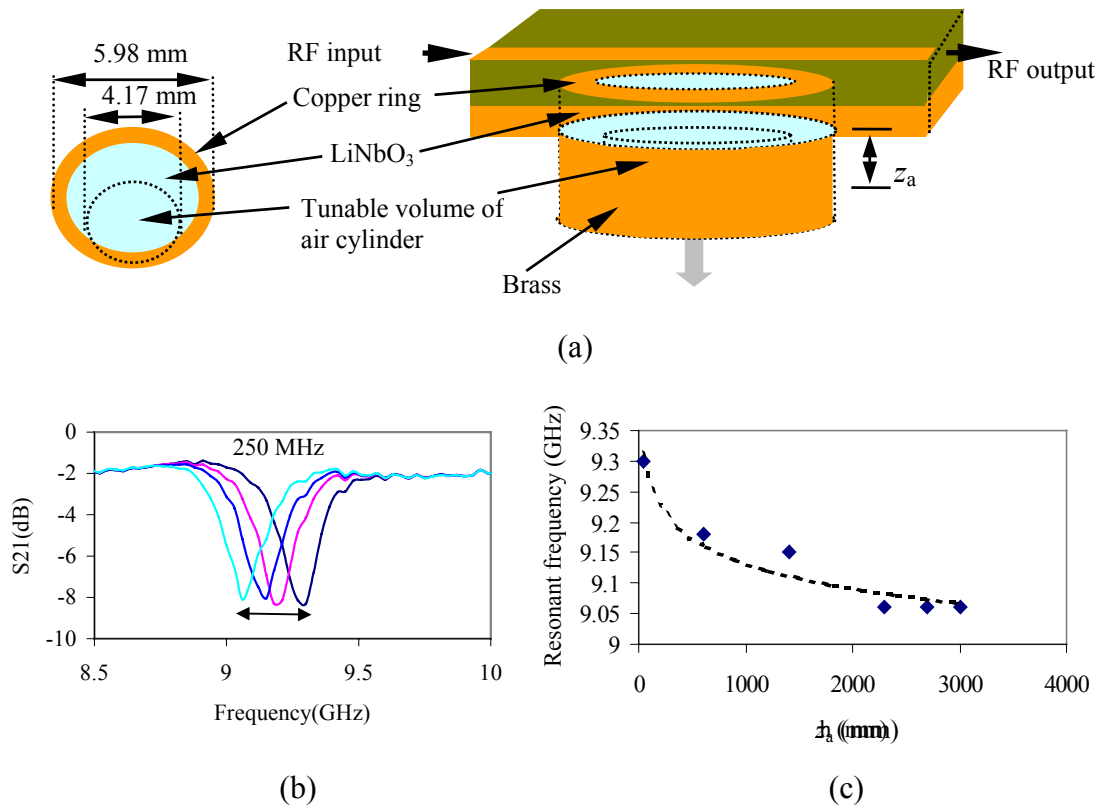 5.98 mm
4.17 mm
RF input
RF output
Copper ring
LiNbO3
za
Tunable volume of
air cylinder
Brass
(a)
0
-2
-4
-6
-8
-10
S21(dB)
250 MHz
8.5 9 9.5 10
Frequency(GHz)
(b)
9.35
9.3
9.25
9.2
9.15
9.1
9.05
9
Resonant frequency (GHz)
0 1000 2000 3000 4000
(c)